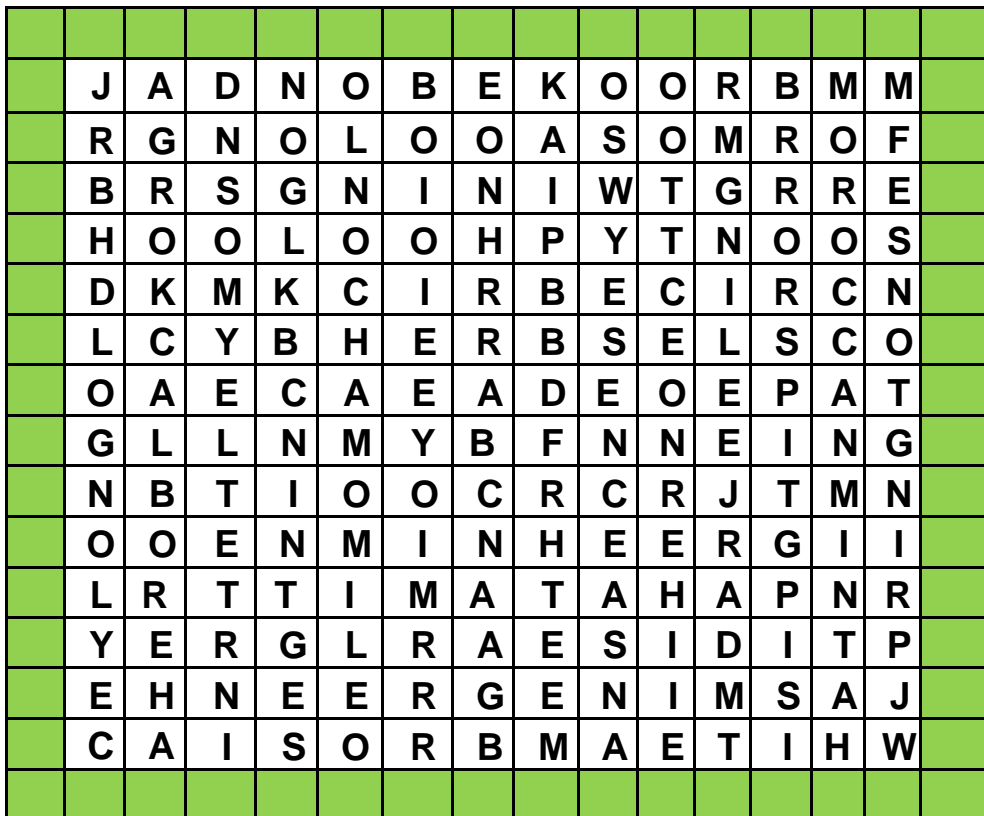 J A D N O B E K O O R B M M
R G N O L O O A S O M R O F
B R S G N I N I W T G R R E
H O O L O O H P Y T N O O S
D K M K C I R B E C I R C N
L C Y B H E R B S E L S C O
O A E C A E A D E O E P A T
G L L N M Y B F N N E I N G
N B T I O O C R C R J T M N
O O E N M I N H E E R G I I
L R T T I M A T A H A P N R
Y E R G L R A E S I D I T P
E H N E E R G E N I M S A J
C A I S O R B M A E T I H W